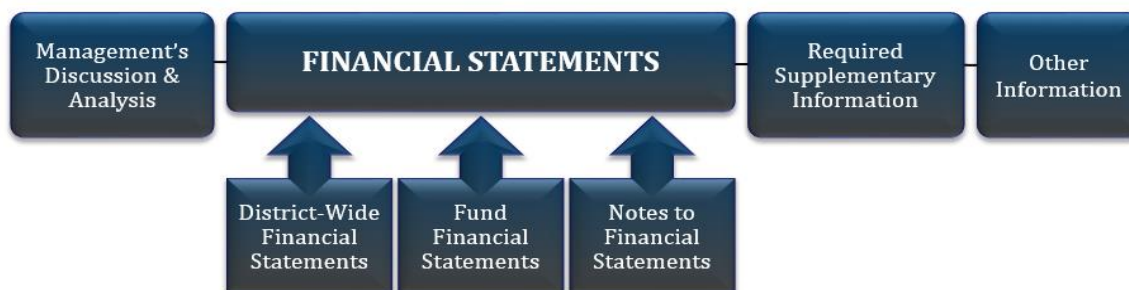 Management's
Discussion &
Analysis
FINANCIAL STATEMENTS
Required
Supplementary
Information
Other
Information
District-Wide
Financial
Statements
Fund
Financial
Statements
Notes to
Financial
Statements